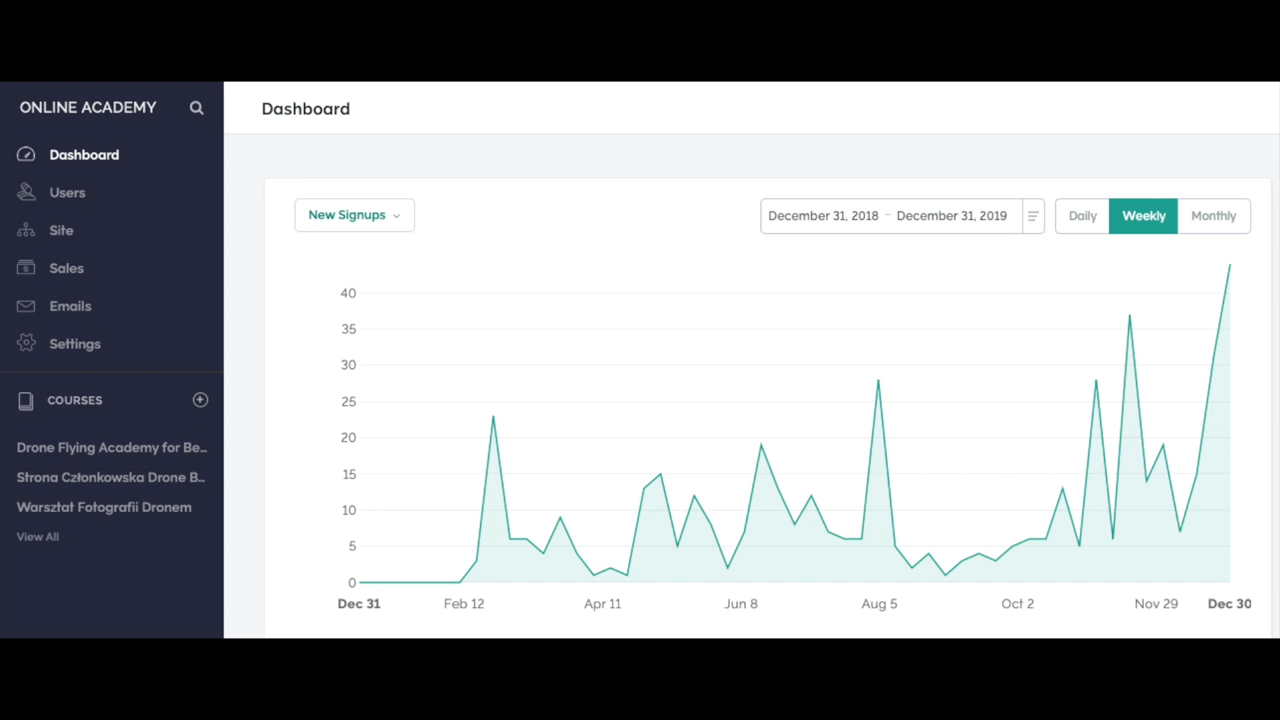 ONLINE ACADEMY
Dashboard
Users
Site
Sales
Emails
Settings
COURSES
Drone Flying Academy for Be...
Strona Członkowska Drone B...
Warsztat Fotografii Dronem
View All
Dashboard
New Signups
December 31, 2018 – December 31, 2019
Daily Weekly Monthly
40
35
30
25
20
15
10
5
0
Dec 31 Feb 12 Apr 11 Jun 8 Aug 5 Oct 2 Nov 29 Dec 30